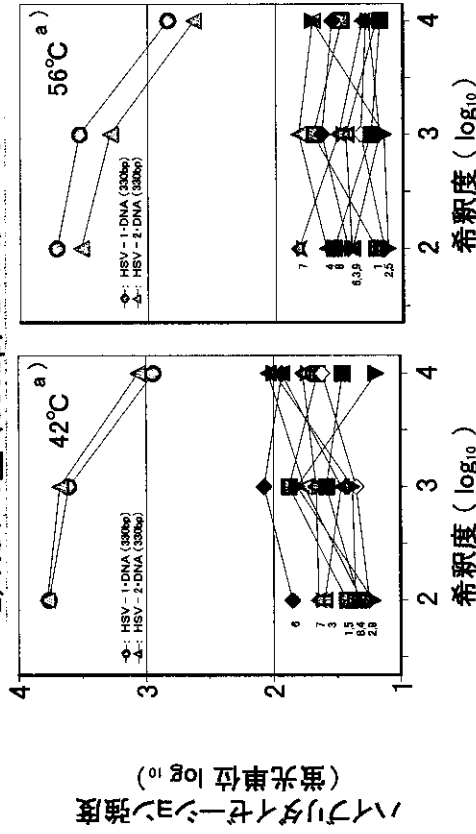 ハイブリダイゼーション強度
(蛍光単位 log₁₀)
4
3
2
1
42°C a)
-○-: HSV-1-DNA (330bp)
-△-: HSV-2-DNA (330bp)
6
7
3
1,5
8,4
2,9
2
3
4
希釈度 (log₁₀)
56°C a)
-○-: HSV-1-DNA (330bp)
-△-: HSV-2-DNA (330bp)
7
4
8
6,3,9
1
2,5
2
3
4
希釈度 (log₁₀)